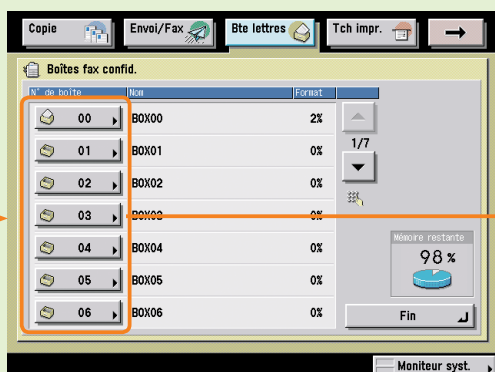 Copie Envoi/Fax Bte lettres Tch impr.
Boîtes fax confid.
N° de boîte Nom Format
00 BOX00 2%
01 BOX01 0%
1/7
02 BOX02 0%
03 BOX03 0%
04 BOX04 0%
Mémoire restante
98 %
05 BOX05 0%
06 BOX06 0%
Fin
Moniteur syst.